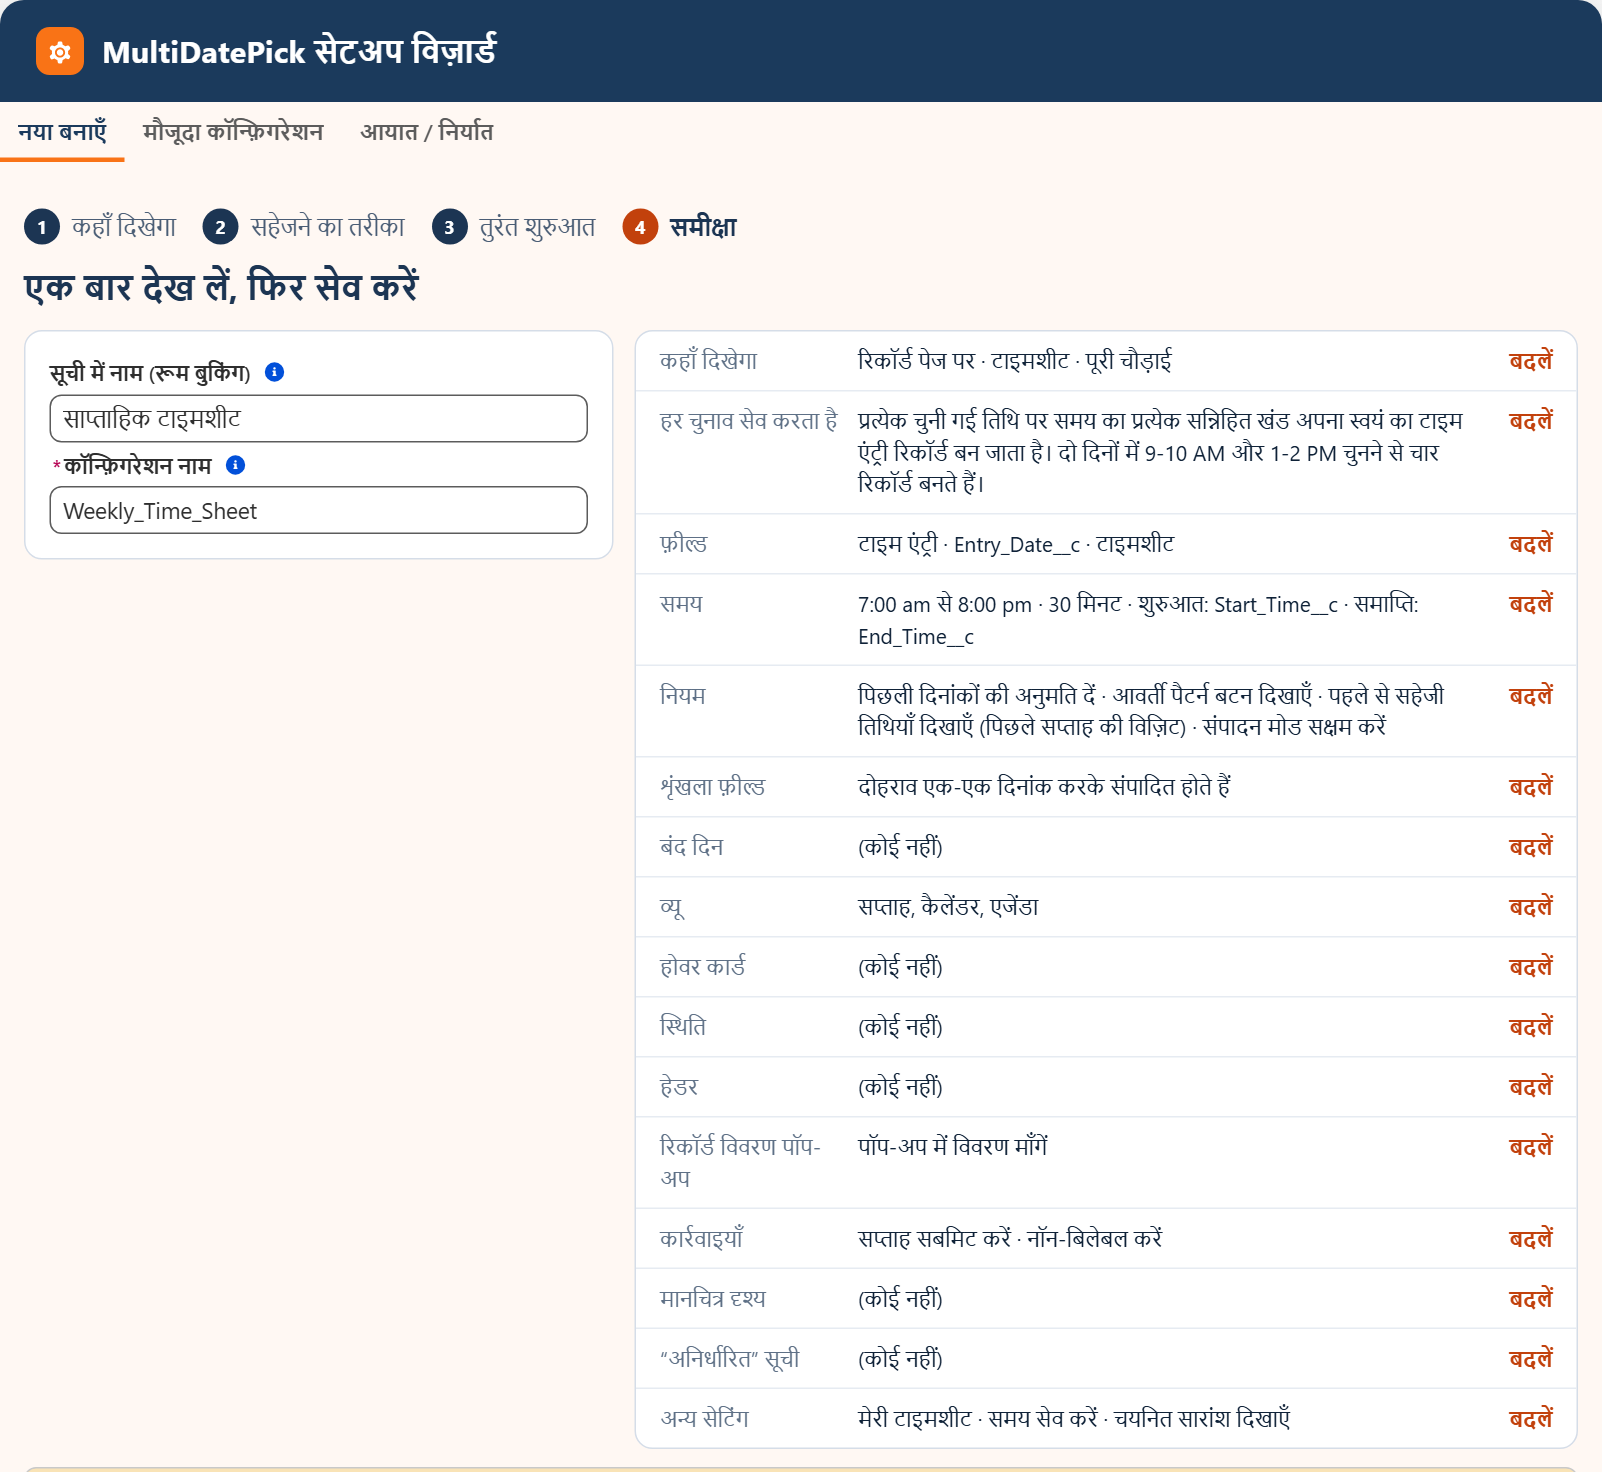 MultiDatePick सेटअप विज़ार्ड
नया बनाएँ मौजूदा कॉन्फ़िगरेशन आयात / निर्यात
1 कहाँ दिखेगा 2 सहेजने का तरीका 3 तुरंत शुरुआत 4 समीक्षा
एक बार देख लें, फिर सेव करें
सूची में नाम (रूम बुकिंग)
साप्ताहिक टाइमशीट
*कॉन्फ़िगरेशन नाम
Weekly_Time_Sheet
कहाँ दिखेगा रिकॉर्ड पेज पर · टाइमशीट · पूरी चौड़ाई बदलें
हर चुनाव सेव करता है प्रत्येक चुनी गई तिथि पर समय का प्रत्येक सन्निहित खंड अपना स्वयं का टाइम बदलें
एंट्री रिकॉर्ड बन जाता है। दो दिनों में 9-10 AM और 1-2 PM चुनने से चार
रिकॉर्ड बनते हैं।
फ़ील्ड टाइम एंट्री · Entry_Date__c · टाइमशीट बदलें
समय 7:00 am से 8:00 pm · 30 मिनट · शुरुआत: Start_Time__c · समाप्ति: बदलें
End_Time__c
नियम पिछली दिनांकों की अनुमति दें · आवर्ती पैटर्न बटन दिखाएँ · पहले से सहेजी बदलें
तिथियाँ दिखाएँ (पिछले सप्ताह की विज़िट) · संपादन मोड सक्षम करें
शृंखला फ़ील्ड दोहराव एक-एक दिनांक करके संपादित होते हैं बदलें
बंद दिन (कोई नहीं) बदलें
व्यू सप्ताह, कैलेंडर, एजेंडा बदलें
होवर कार्ड (कोई नहीं) बदलें
स्थिति (कोई नहीं) बदलें
हेडर (कोई नहीं) बदलें
रिकॉर्ड विवरण पॉप- पॉप-अप में विवरण माँगें बदलें
अप
कार्रवाइयाँ सप्ताह सबमिट करें · नॉन-बिलेबल करें बदलें
मानचित्र दृश्य (कोई नहीं) बदलें
“अनिर्धारित” सूची (कोई नहीं) बदलें
अन्य सेटिंग मेरी टाइमशीट · समय सेव करें · चयनित सारांश दिखाएँ बदलें